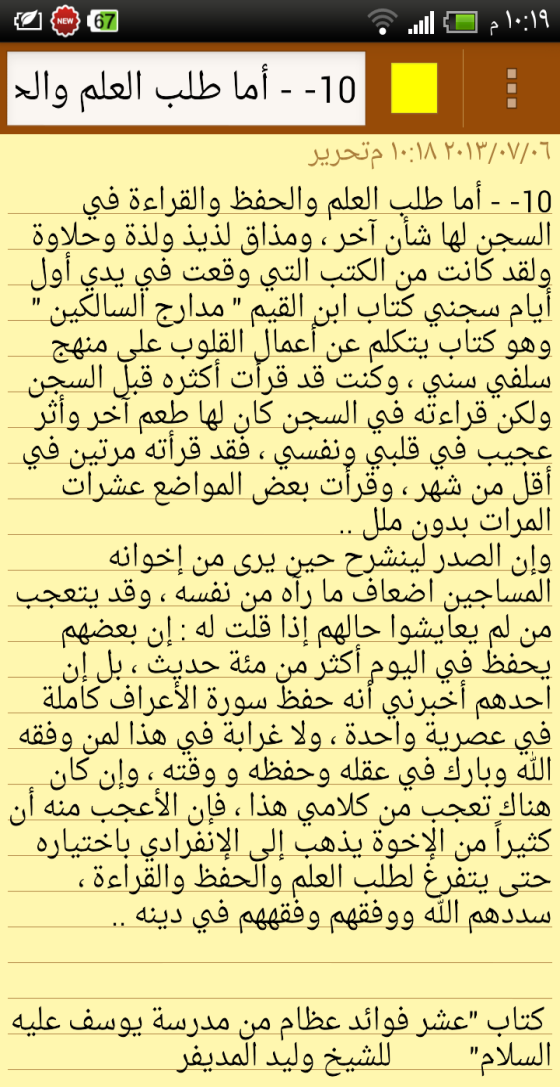 67 NEW ١٠:١٩ م
10- - أما طلب العلم والح
٢٠١٣/٠٧/٠٦ ١٠:١٨ متحرير
10- - أما طلب العلم والحفظ والقراءة في
السجن لها شأن آخر ، ومذاق لذيذ ولذة وحلاوة
ولقد كانت من الكتب التي وقعت في يدي أول
أيام سجني كتاب ابن القيم " مدارج السالكين "
وهو كتاب يتكلم عن أعمال القلوب على منهج
سلفي سني ، وكنت قد قرأت أكثره قبل السجن
ولكن قراءته في السجن كان لها طعم آخر وأثر
عجيب في قلبي ونفسي ، فقد قرأته مرتين في
أقل من شهر ، وقرأت بعض المواضع عشرات
المرات بدون ملل ..
وإن الصدر لينشرح حين يرى من إخوانه
المساجين اضعاف ما رآه من نفسه ، وقد يتعجب
من لم يعايشوا حالهم إذا قلت له : إن بعضهم
يحفظ في اليوم أكثر من مئة حديث ، بل إن
احدهم أخبرني أنه حفظ سورة الأعراف كاملة
في عصرية واحدة ، ولا غرابة في هذا لمن وفقه
الله وبارك في عقله وحفظه و وقته ، وإن كان
هناك تعجب من كلامي هذا ، فإن الأعجب منه أن
كثيراً من الإخوة يذهب إلى الإنفرادي باختياره
حتى يتفرغ لطلب العلم والحفظ والقراءة ،
سددهم الله ووفقهم وفقههم في دينه ..
كتاب "عشر فوائد عظام من مدرسة يوسف عليه
السلام" للشيخ وليد المديفر